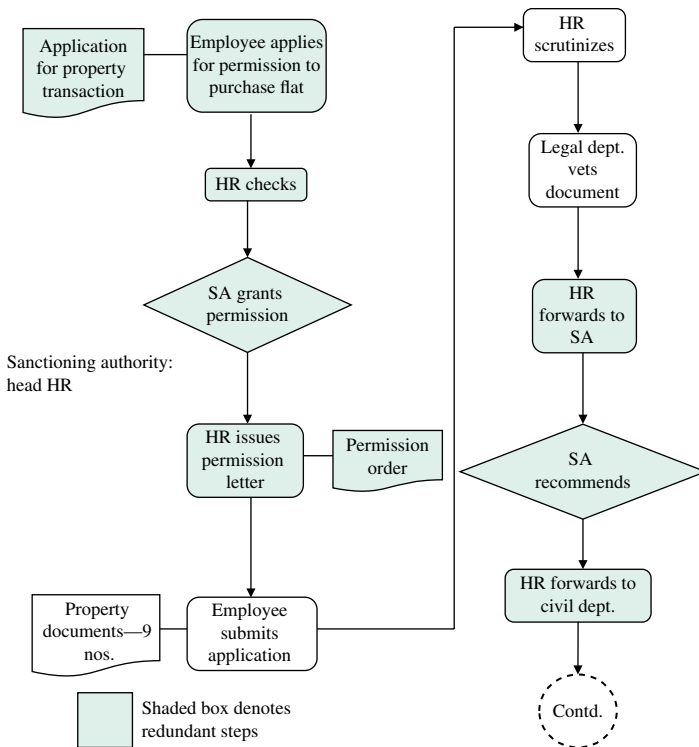 Application
for property
transaction
Employee applies
for permission to
purchase flat
HR checks
SA grants
permission
Sanctioning authority:
head HR
HR issues
permission
letter
Permission
order
Property
documents—9
nos.
Employee
submits
application
HR
scrutinizes
Legal dept.
vets
document
HR
forwards to
SA
SA
recommends
HR forwards to
civil dept.
Contd.
Shaded box denotes
redundant steps